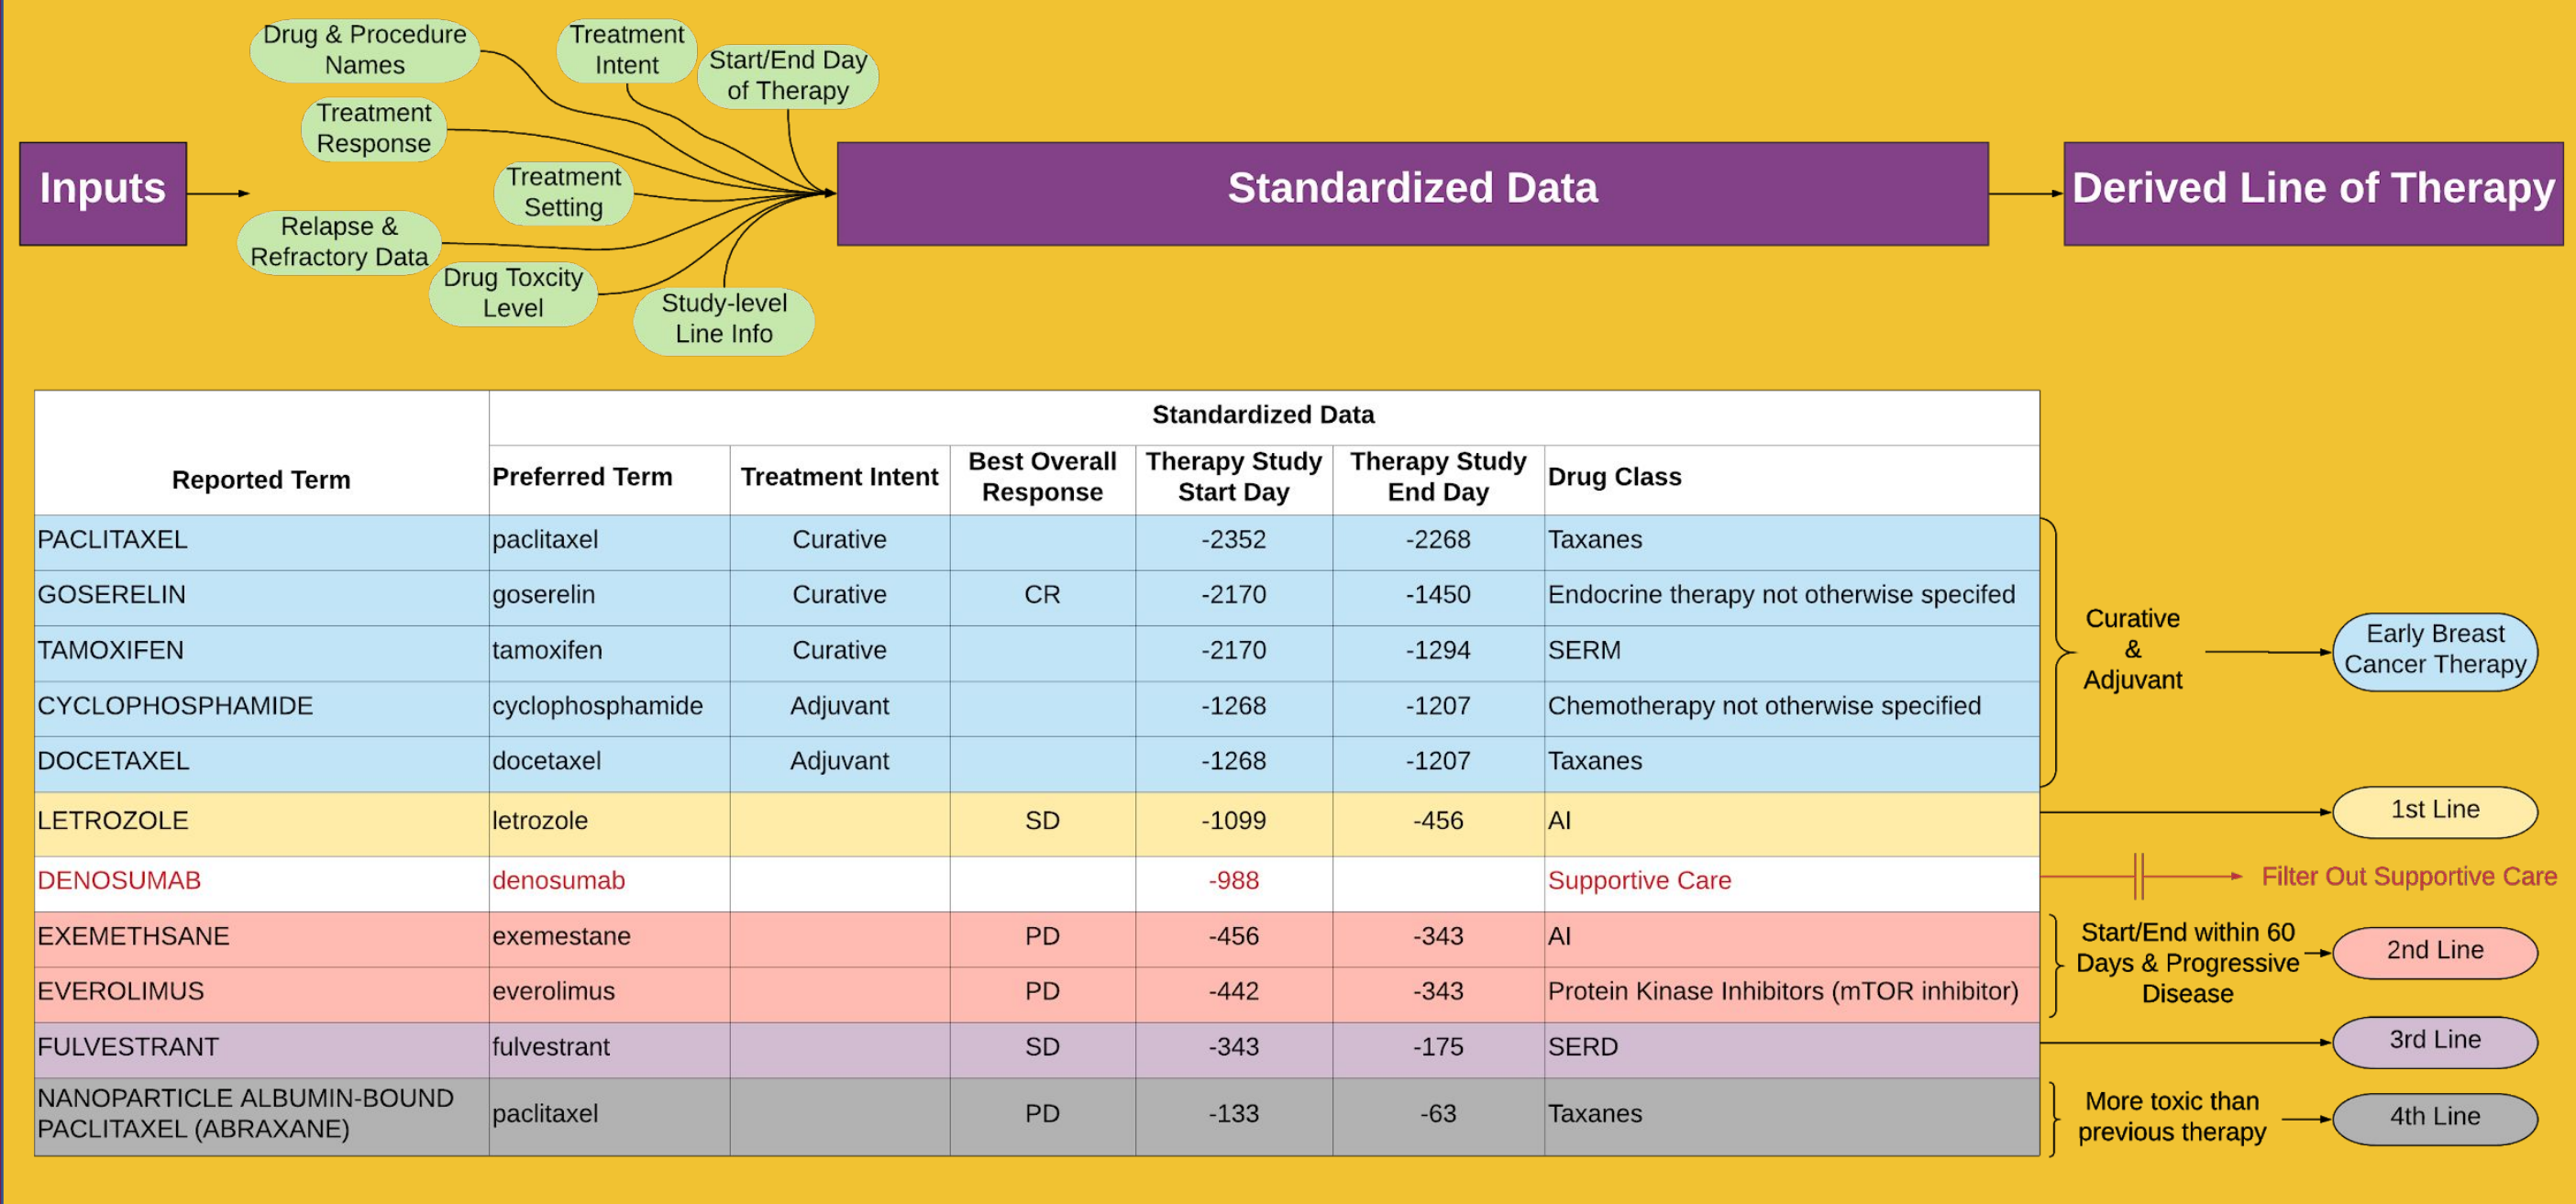 Drug & Procedure
Names
Treatment
Intent
Start/End Day
of Therapy
Treatment
Response
Inputs
Treatment
Setting
Standardized Data
Derived Line of Therapy
Relapse &
Refractory Data
Drug Toxcity
Level
Study-level
Line Info
Standardized Data
Reported Term Preferred Term Treatment Intent Best Overall Response Therapy Study Start Day Therapy Study End Day Drug Class
PACLITAXEL paclitaxel Curative -2352 -2268 Taxanes
GOSERELIN goserelin Curative CR -2170 -1450 Endocrine therapy not otherwise specifed
TAMOXIFEN tamoxifen Curative -2170 -1294 SERM
CYCLOPHOSPHAMIDE cyclophosphamide Adjuvant -1268 -1207 Chemotherapy not otherwise specified
DOCETAXEL docetaxel Adjuvant -1268 -1207 Taxanes
Curative
&
Adjuvant
Early Breast
Cancer Therapy
LETROZOLE letrozole SD -1099 -456 AI
1st Line
DENOSUMAB denosumab -988 Supportive Care
Filter Out Supportive Care
EXEMETHSANE exemestane PD -456 -343 AI
EVEROLIMUS everolimus PD -442 -343 Protein Kinase Inhibitors (mTOR inhibitor)
Start/End within 60
Days & Progressive
Disease
2nd Line
FULVESTRANT fulvestrant SD -343 -175 SERD
3rd Line
NANOPARTICLE ALBUMIN-BOUND
PACLITAXEL (ABRAXANE) paclitaxel PD -133 -63 Taxanes
More toxic than
previous therapy
4th Line